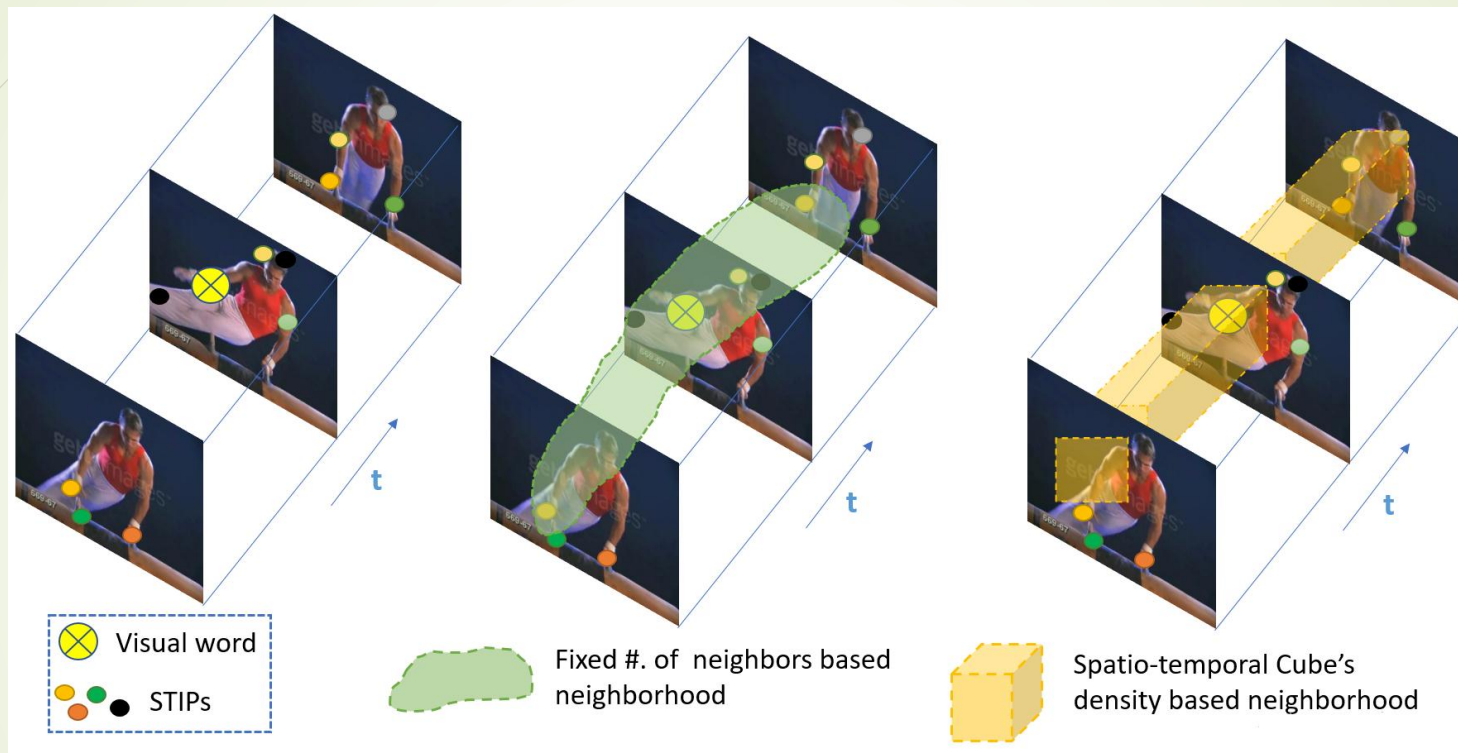 t
t
t
Visual word
STIPs
Fixed #. of neighbors based
neighborhood
Spatio-temporal Cube's
density based neighborhood